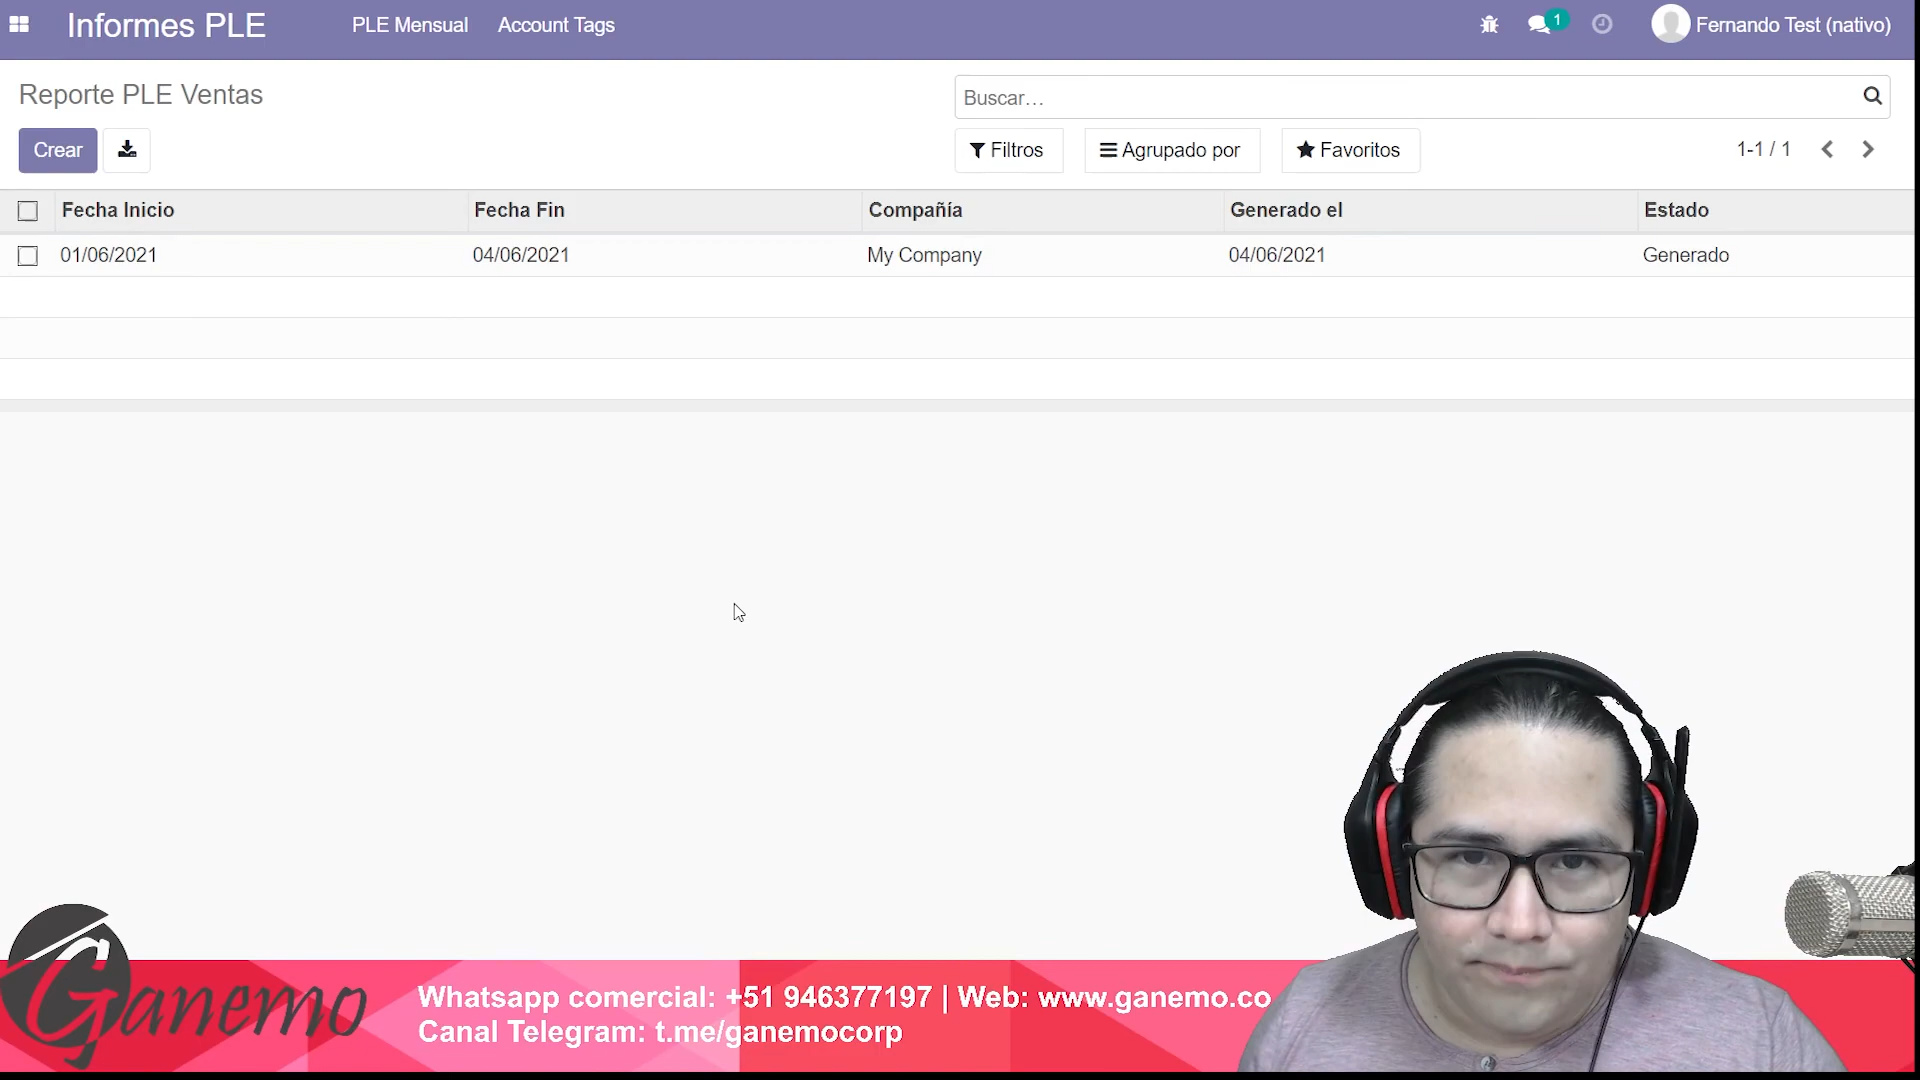 Informes PLE
PLE Mensual
Account Tags
1
Fernando Test (nativo)
Reporte PLE Ventas
Buscar...
Crear
Filtros
Agrupado por
Favoritos
1-1 / 1
Fecha Inicio
Fecha Fin
Compañía
Generado el
Estado
01/06/2021
04/06/2021
My Company
04/06/2021
Generado
Ganemo
Whatsapp comercial: +51 946377197 | Web: www.ganemo.co
Canal Telegram: t.me/ganemocorp